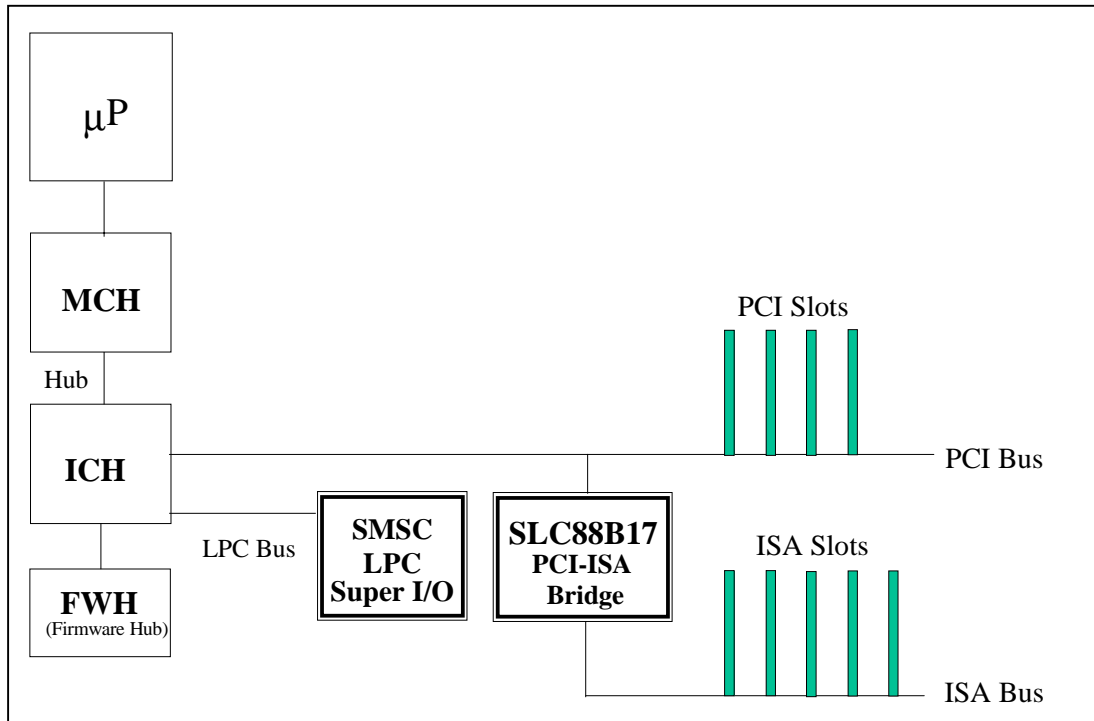 μP
MCH
Hub
ICH
FWH
(Firmware Hub)
LPC Bus
SMSC
LPC
Super I/O
SLC88B17
PCI-ISA
Bridge
PCI Slots
PCI Bus
ISA Slots
ISA Bus